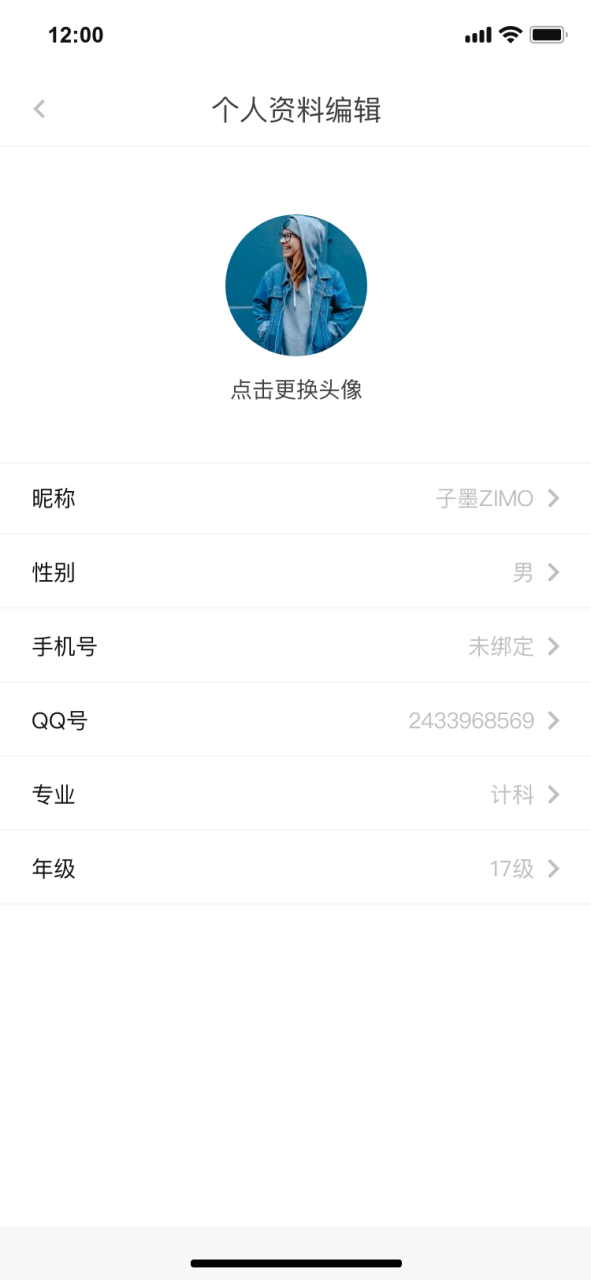 12:00
个人资料编辑
点击更换头像
昵称 子墨ZIMO
性别 男
手机号 未绑定
QQ号 2433968569
专业 计科
年级 17级